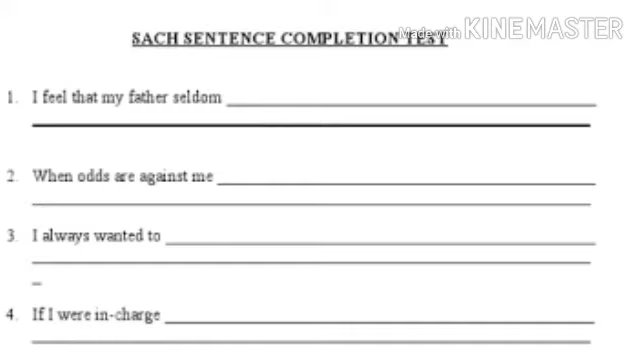 Made with KINEMASTER
SACH SENTENCE COMPLETION TEST
1. I feel that my father seldom
2. When odds are against me
3. I always wanted to
4. If I were in-charge